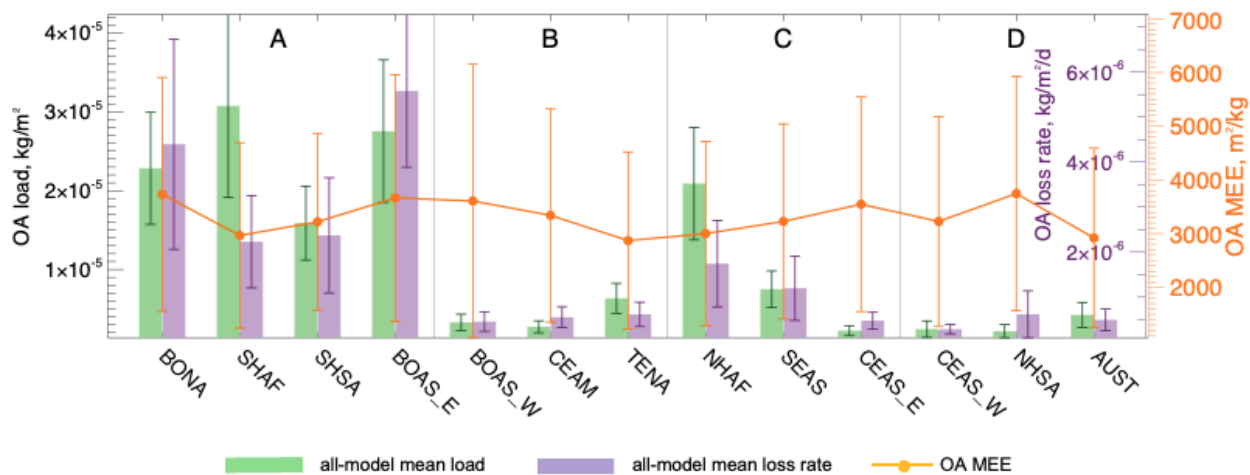 A B C D
OA load, kg/m²
4×10⁻⁵
3×10⁻⁵
2×10⁻⁵
1×10⁻⁵
OA loss rate, kg/m²/d
6×10⁻⁶
4×10⁻⁶
2×10⁻⁶
OA MEE, m²/kg
7000
6000
5000
4000
3000
2000
BONA SHAF SHSA BOAS_E BOAS_W CEAM TENA NHAF SEAS CEAS_E CEAS_W NHSA AUST
all-model mean load all-model mean loss rate OA MEE